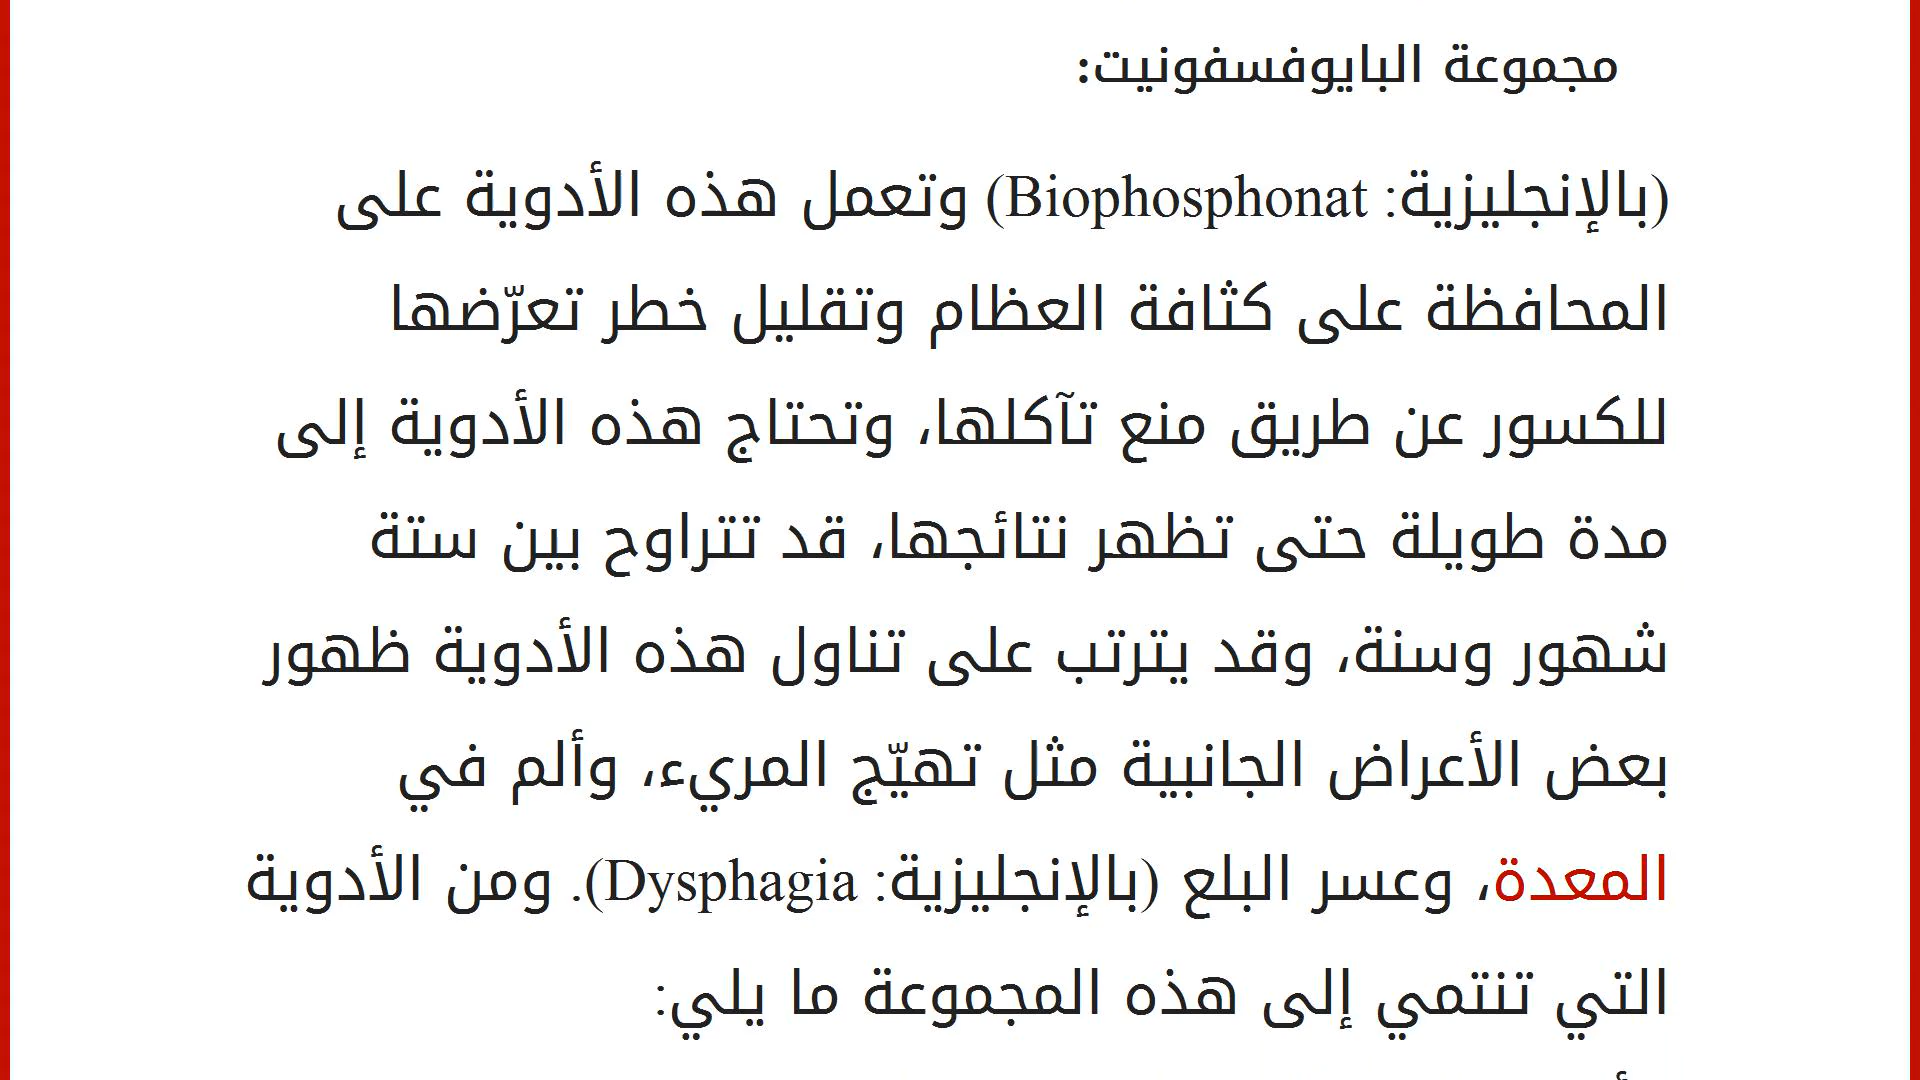 مجموعة البايوفسفونيت:
(بالإنجليزية: Biophosphonat) وتعمل هذه الأدوية على
المحافظة على كثافة العظام وتقليل خطر تعرّضها
للكسور عن طريق منع تآكلها، وتحتاج هذه الأدوية إلى
مدة طويلة حتى تظهر نتائجها، قد تتراوح بين ستة
شهور وسنة، وقد يترتب على تناول هذه الأدوية ظهور
بعض الأعراض الجانبية مثل تهيّج المريء، وألم في
المعدة، وعسر البلع (بالإنجليزية: Dysphagia). ومن الأدوية
التي تنتمي إلى هذه المجموعة ما يلي: